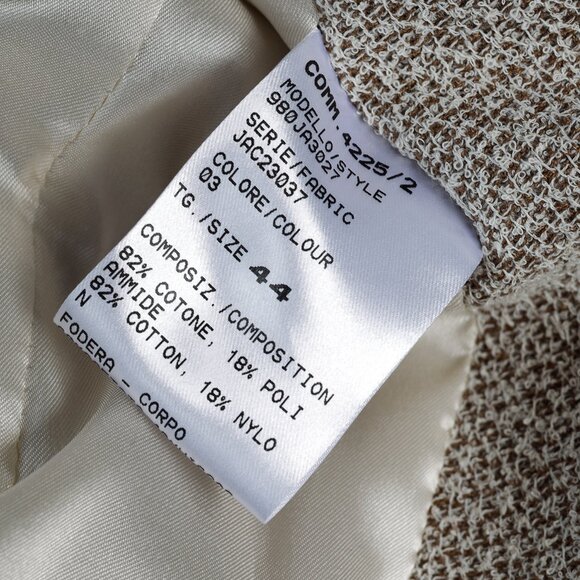 COMM. 4225/2
MODELLO/STYLE
980JA3027
SERIE/FABRIC
JAC23037
COLORE/COLOUR
03
TG./SIZE 44
COMPOSIZ./COMPOSITION
82% COTONE, 18% POLI
AMMIDE
82% COTTON, 18% NYLO
N
FODERA - CORPO